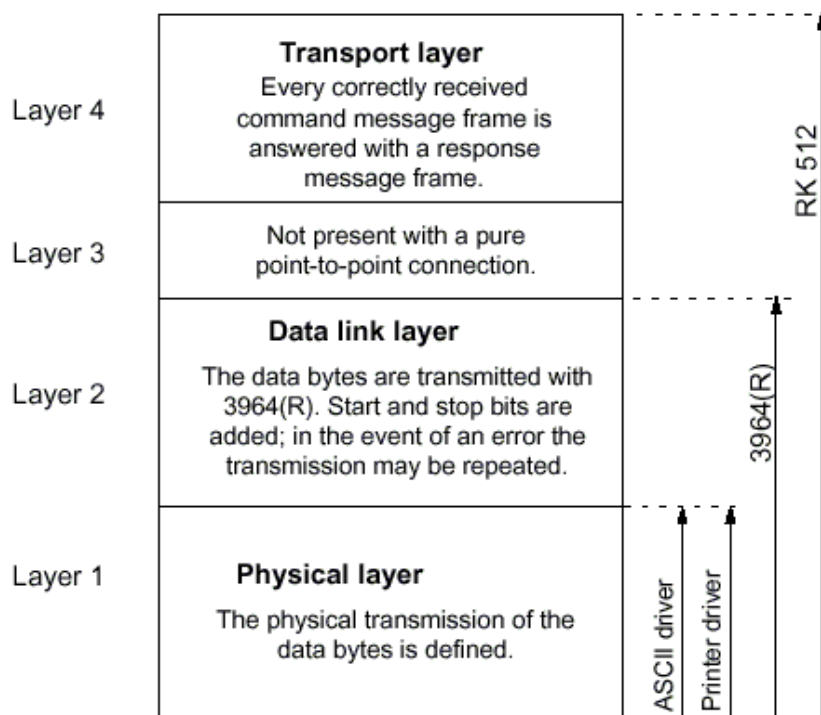 Transport layer
Every correctly received
command message frame is
answered with a response
message frame.
Layer 4
RK 512
Layer 3
Not present with a pure
point-to-point connection.
Data link layer
Layer 2
The data bytes are transmitted with
3964(R). Start and stop bits are
added; in the event of an error the
transmission may be repeated.
3964(R)
Layer 1
Physical layer
The physical transmission of the
data bytes is defined.
ASCII driver
Printer driver